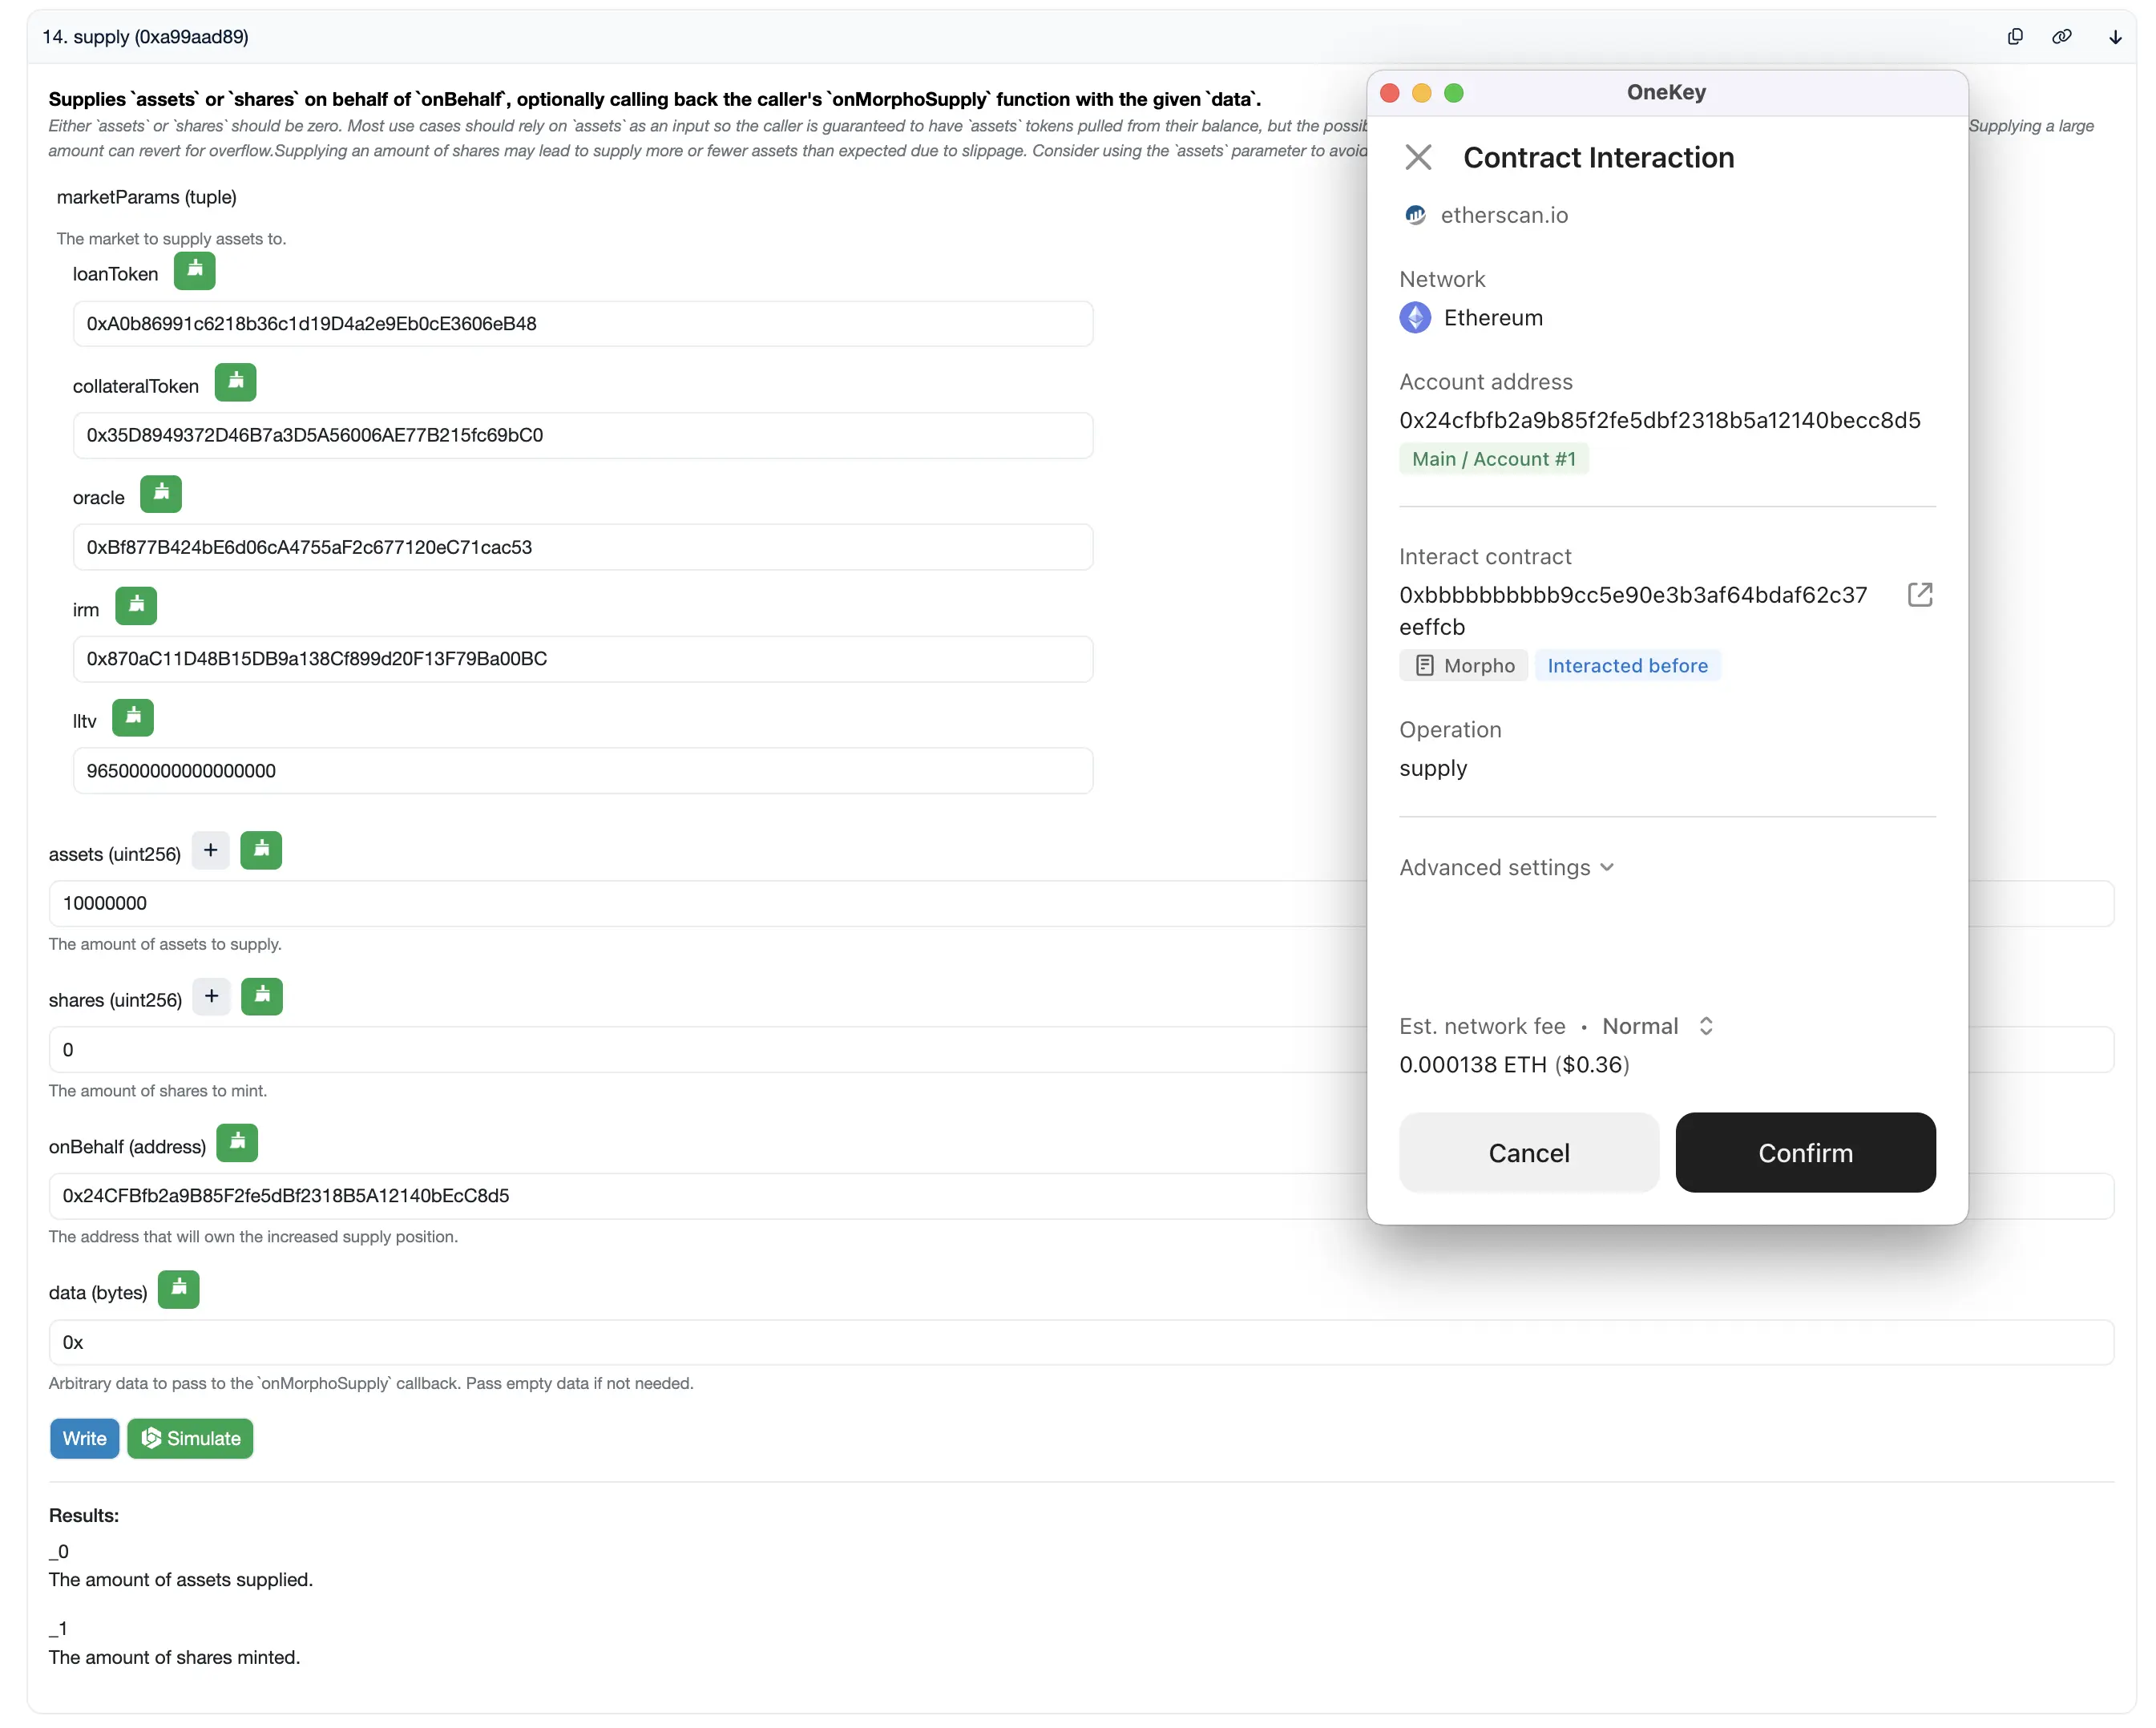 14. supply (0xa99aad89)
Supplies `assets` or `shares` on behalf of `onBehalf`, optionally calling back the caller's `onMorphoSupply` function with the given `data`.
Either `assets` or `shares` should be zero. Most use cases should rely on `assets` as an input so the caller is guaranteed to have `assets` tokens pulled from their balance, but the possib
Supplying a large
amount can revert for overflow.Supplying an amount of shares may lead to supply more or fewer assets than expected due to slippage. Consider using the `assets` parameter to avoid
marketParams (tuple)
The market to supply assets to.
loanToken
0xA0b86991c6218b36c1d19D4a2e9Eb0cE3606eB48
collateralToken
0x35D8949372D46B7a3D5A56006AE77B215fc69bC0
oracle
0xBf877B424bE6d06cA4755aF2c677120eC71cac53
irm
0x870aC11D48B15DB9a138Cf899d20F13F79Ba00BC
lltv
965000000000000000
assets (uint256) +
10000000
The amount of assets to supply.
shares (uint256) +
0
The amount of shares to mint.
onBehalf (address)
0x24CFBfb2a9B85F2fe5dBf2318B5A12140bEcC8d5
The address that will own the increased supply position.
data (bytes)
0x
Arbitrary data to pass to the `onMorphoSupply` callback. Pass empty data if not needed.
Write Simulate
Results:
_0
The amount of assets supplied.
_1
The amount of shares minted.
OneKey
Contract Interaction
etherscan.io
Network
Ethereum
Account address
0x24cfbfb2a9b85f2fe5dbf2318b5a12140becc8d5
Main / Account #1
Interact contract
0xbbbbbbbbbb9cc5e90e3b3af64bdaf62c37
eeffcb
Morpho Interacted before
Operation
supply
Advanced settings
Est. network fee • Normal
0.000138 ETH ($0.36)
Cancel Confirm